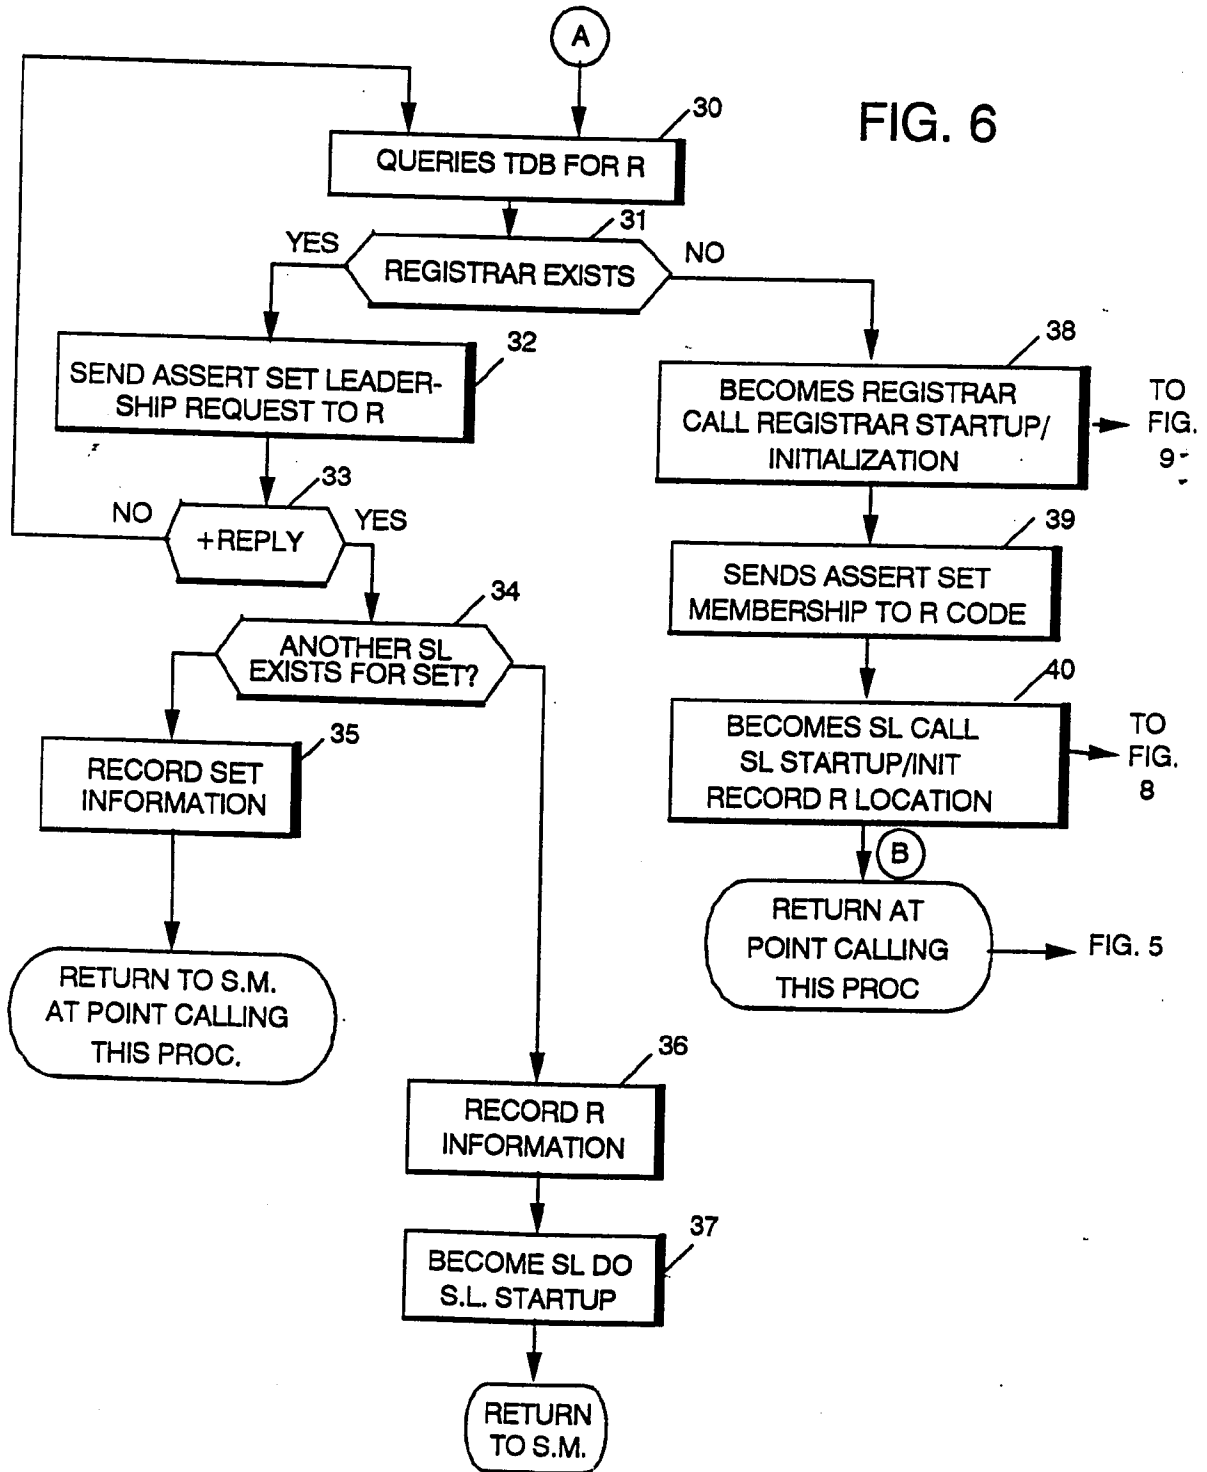 A
FIG. 6
30
QUERIES TDB FOR R
31
YES
NO
REGISTRAR EXISTS
32
SEND ASSERT SET LEADER-
SHIP REQUEST TO R
38
BECOMES REGISTRAR
CALL REGISTRAR STARTUP/
INITIALIZATION
TO
FIG.
9
33
NO
YES
+REPLY
39
SENDS ASSERT SET
MEMBERSHIP TO R CODE
34
ANOTHER SL
EXISTS FOR SET?
40
BECOMES SL CALL
SL STARTUP/INIT
RECORD R LOCATION
TO
FIG.
8
35
RECORD SET
INFORMATION
B
RETURN AT
POINT CALLING
THIS PROC
FIG. 5
RETURN TO S.M.
AT POINT CALLING
THIS PROC.
36
RECORD R
INFORMATION
37
BECOME SL DO
S.L. STARTUP
RETURN
TO S.M.